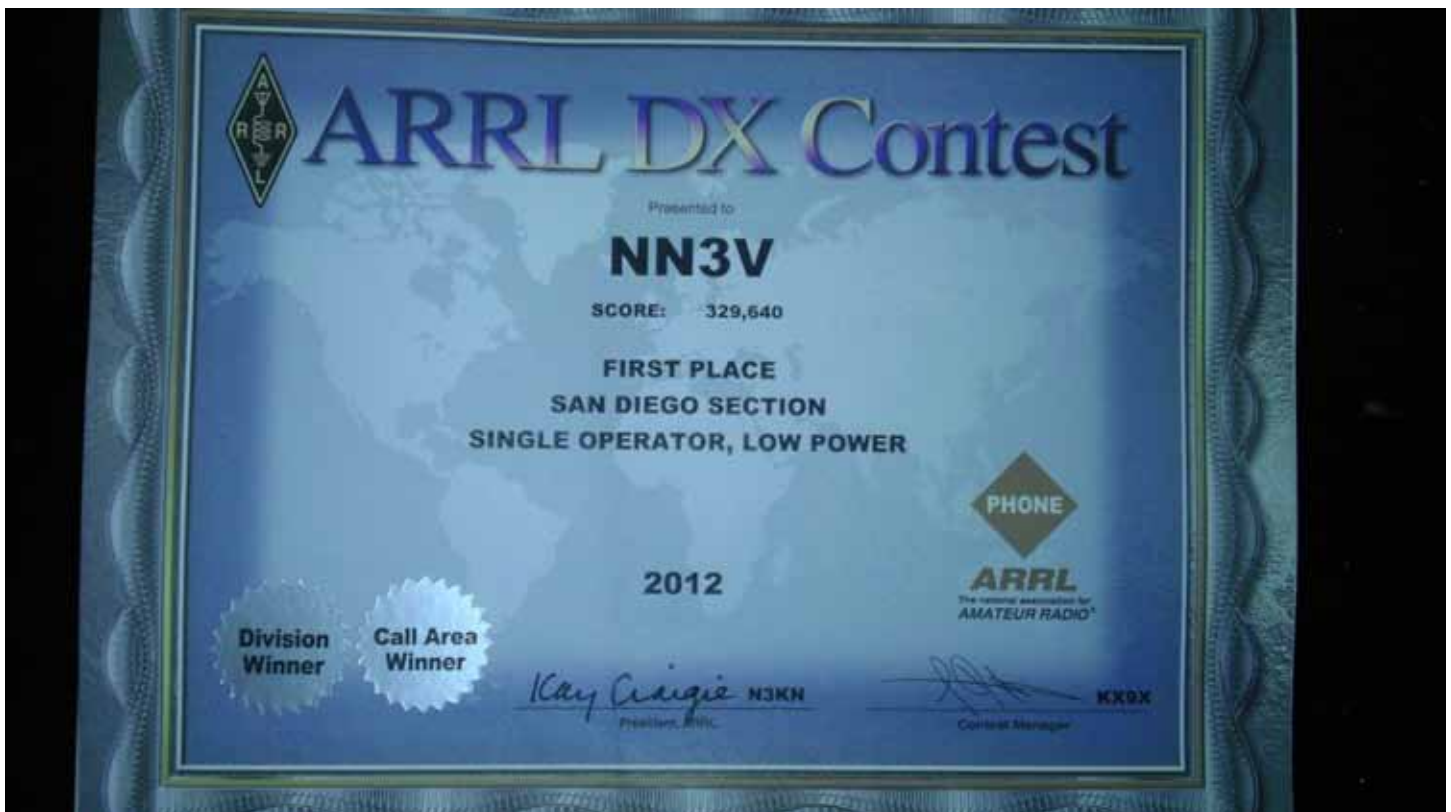 A
R R
L
ARRL DX Contest
Presented to
NN3V
SCORE: 329,640
FIRST PLACE
SAN DIEGO SECTION
SINGLE OPERATOR, LOW POWER
PHONE
2012
ARRL
The national association for
AMATEUR RADIO®
Division
Winner
Call Area
Winner
Kay Craigie N3KN
President, ARRL
KX9X
Contest Manager